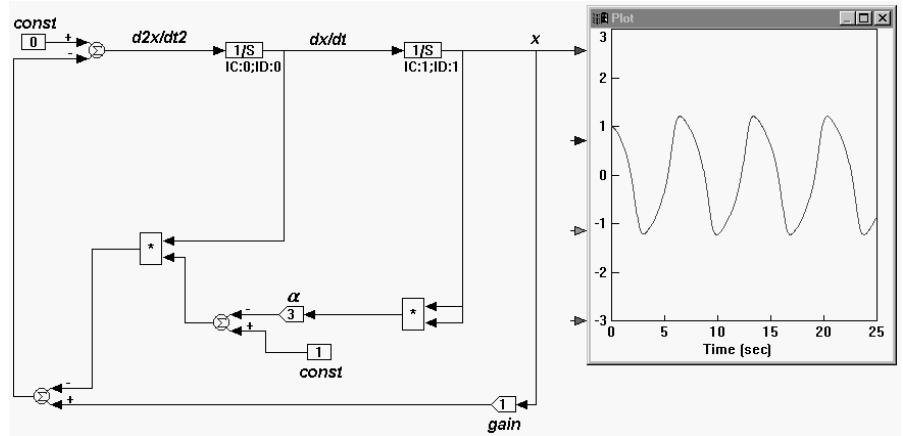 const
0
+
-
Σ
d2x/dt2
1/S
IC:0;ID:0
dx/dt
1/S
IC:1;ID:1
x
*
α
3
*
-
+
Σ
1
const
-
+
Σ
1
gain
Plot
3
2
1
0
-1
-2
-3
0 5 10 15 20 25
Time (sec)